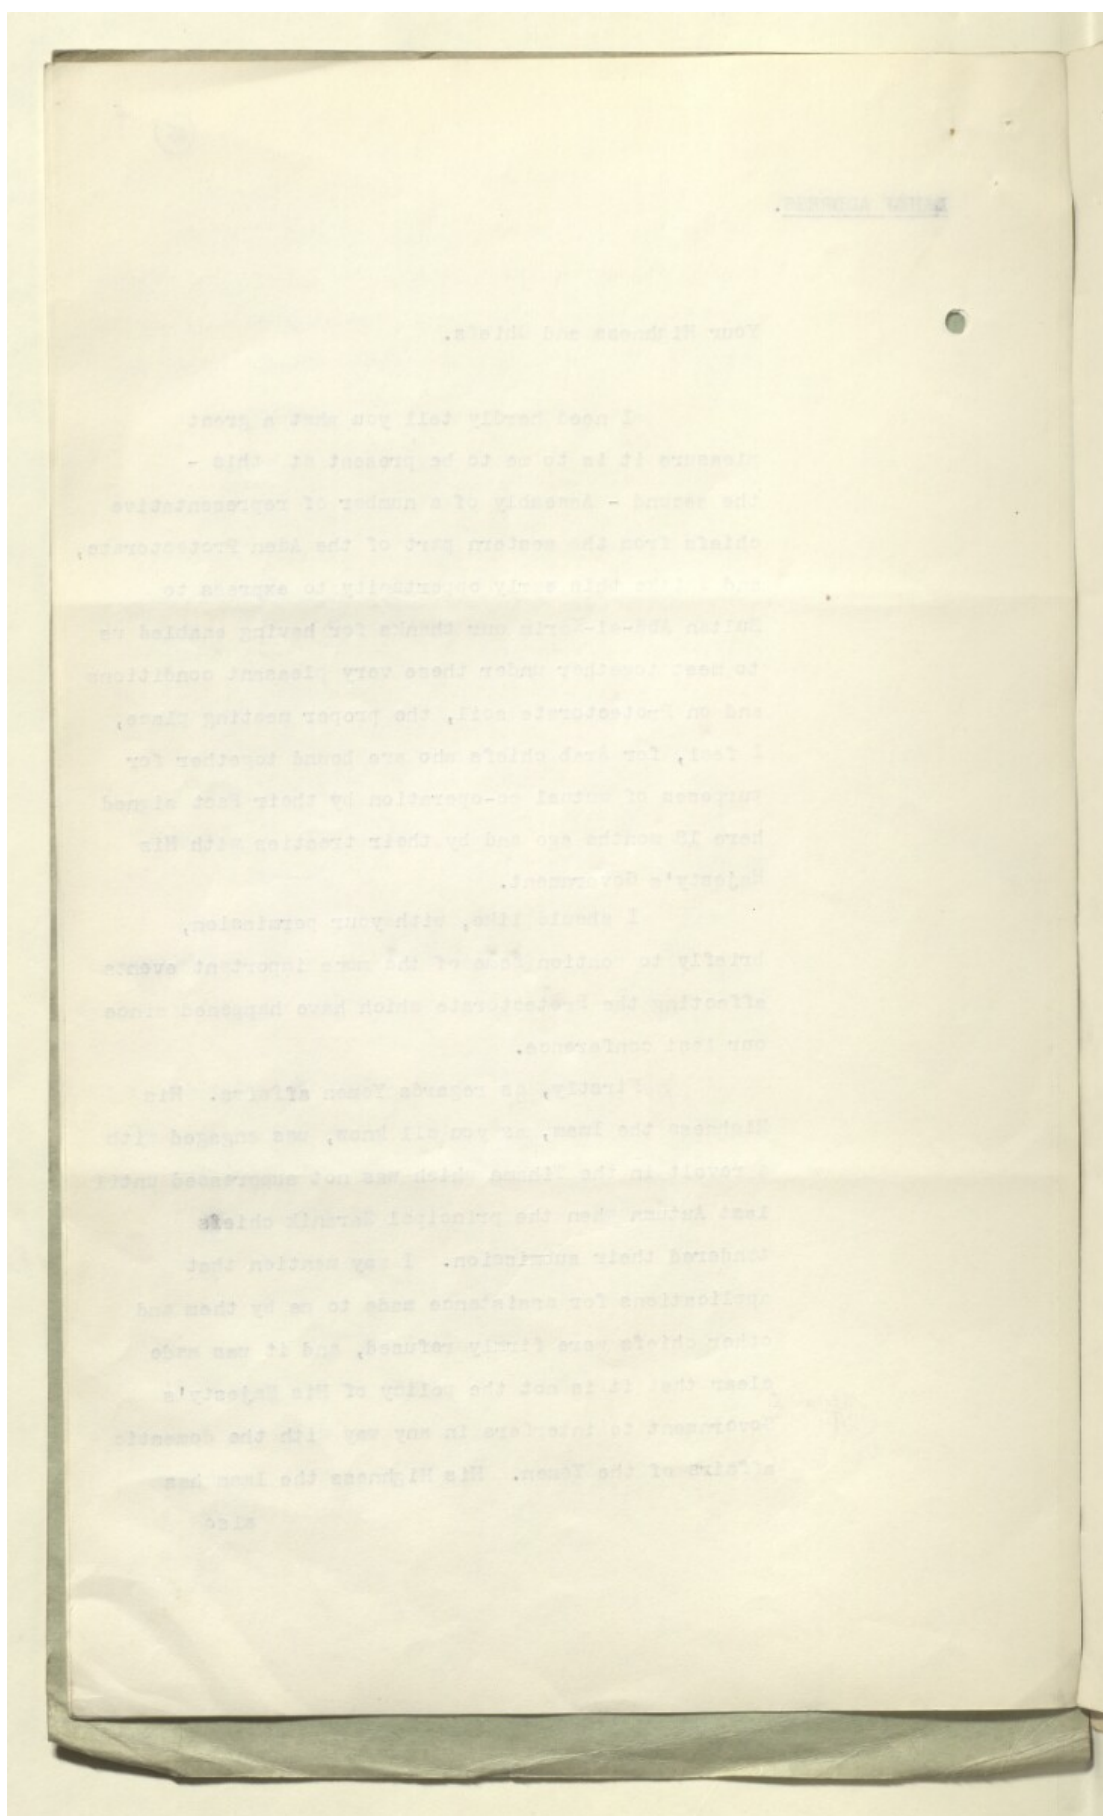 ADDRESS.
Your Highness and Chiefs.
I need hardly tell you what a great
pleasure it is to me to be present at this -
the second - Assembly of a number of representative
chiefs from the western part of the Aden Protectorate,
and I take this early opportunity to express to
Sultan Abd-el-Karim our thanks for having enabled us
to meet together under these very pleasant conditions
and on Protectorate soil, the proper meeting place,
I feel, for Arab chiefs who are bound together for
purposes of mutual co-operation by their Pact signed
here 18 months ago and by their treaties with His
Majesty's Government.
I should like, with your permission,
briefly to mention some of the more important events
affecting the Protectorate which have happened since
our last conference.
Firstly, as regards Yemen affairs. His
Highness the Imam, as you all know, was engaged with
a revolt in the Tihama which was not suppressed until
last Autumn when the principal Zaranik chiefs
tendered their submission. I may mention that
applications for assistance made to me by them and
other chiefs were firmly refused, and it was made
clear that it is not the policy of His Majesty's
Government to interfere in any way with the domestic
affairs of the Yemen. His Highness the Imam has
also